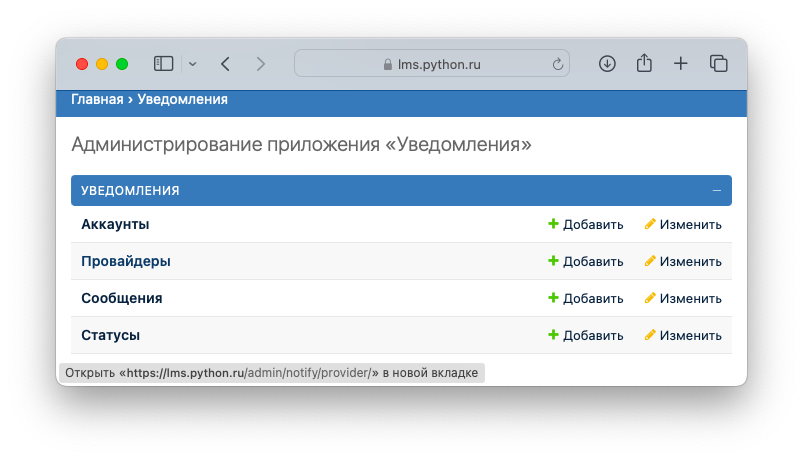 lms.python.ru
Главная › Уведомления
Администрирование приложения «Уведомления»
УВЕДОМЛЕНИЯ
Аккаунты Добавить Изменить
Провайдеры Добавить Изменить
Сообщения Добавить Изменить
Статусы Добавить Изменить
Открыть «https://lms.python.ru/admin/notify/provider/» в новой вкладке